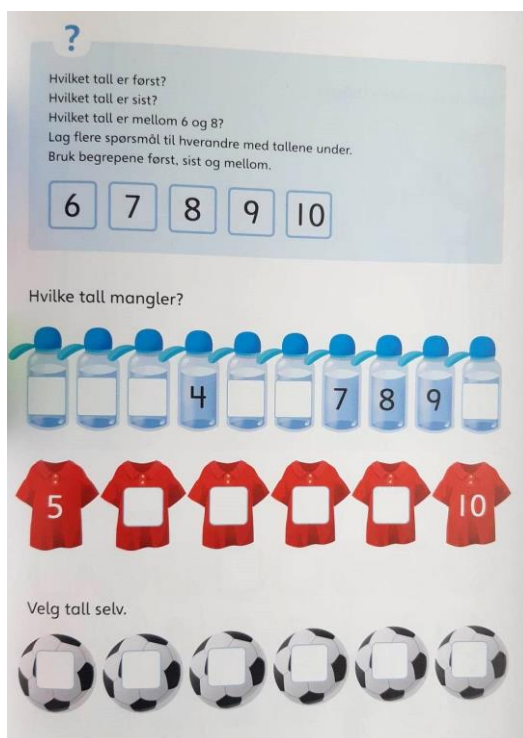 ?
Hvilket tall er først?
Hvilket tall er sist?
Hvilket tall er mellom 6 og 8?
Lag flere spørsmål til hverandre med tallene under.
Bruk begrepene først, sist og mellom.
6 7 8 9 10
Hvilke tall mangler?
4 7 8 9
5 10
Velg tall selv.